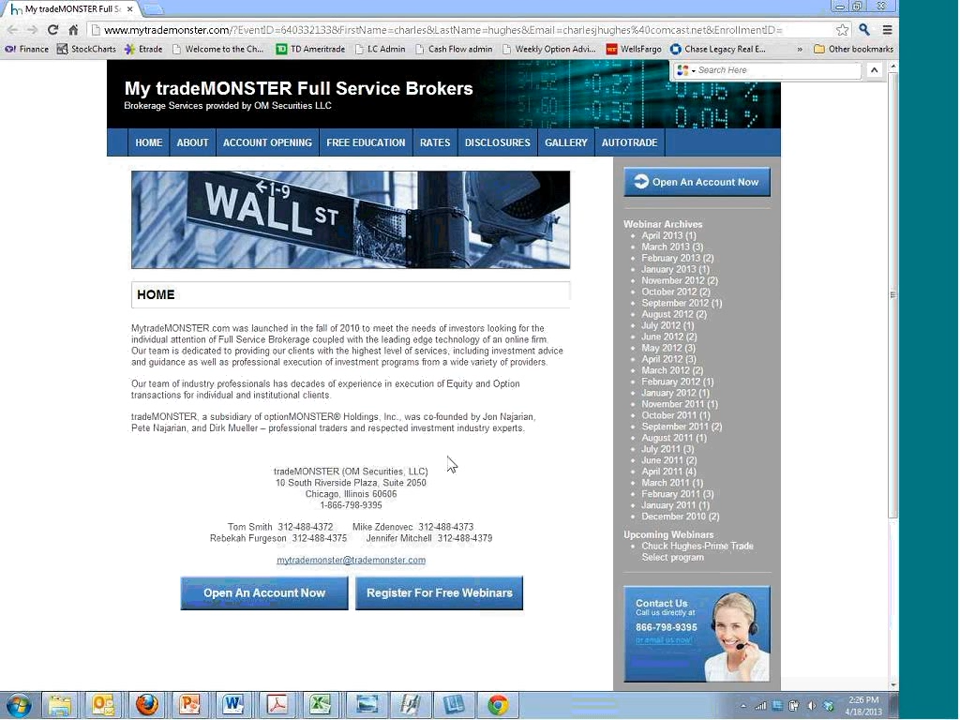 My tradeMONSTER Full S
www.mytrademonster.com/?EventID=640332133&FirstName=charles&LastName=hughes&Email=charlesjhughes%40comcast.net&EnrollmentID=
Finance StockCharts Etrade Welcome to the Ch... TD Ameritrade I.C Admin Cash Flow admin Weekly Option Advi... WellsFargo Chase Legacy Real E... » Other bookmarks
Search Here
My tradeMONSTER Full Service Brokers
Brokerage Services provided by OM Securities LLC
HOME ABOUT ACCOUNT OPENING FREE EDUCATION RATES DISCLOSURES GALLERY AUTOTRADE
←1-9
WALL ST
HOME
MytradeMONSTER.com was launched in the fall of 2010 to meet the needs of investors looking for the
individual attention of Full Service Brokerage coupled with the leading edge technology of an online firm.
Our team is dedicated to providing our clients with the highest level of services, including investment advice
and guidance as well as professional execution of investment programs from a wide variety of providers.
Our team of industry professionals has decades of experience in execution of Equity and Option
transactions for individual and institutional clients.
tradeMONSTER, a subsidiary of optionMONSTER® Holdings, Inc., was co-founded by Jon Najarian,
Pete Najarian, and Dirk Mueller – professional traders and respected investment industry experts.
tradeMONSTER (OM Securities, LLC)
10 South Riverside Plaza, Suite 2050
Chicago, Illinois 60606
1-866-798-9395
Tom Smith 312-488-4372 Mike Zdenovec 312-488-4373
Rebekah Furgeson 312-488-4375 Jennifer Mitchell 312-488-4379
mytrademonster@trademonster.com
Open An Account Now Register For Free Webinars
Open An Account Now
Webinar Archives
April 2013 (1)
March 2013 (3)
February 2013 (2)
January 2013 (1)
November 2012 (2)
October 2012 (2)
September 2012 (1)
August 2012 (2)
July 2012 (1)
June 2012 (2)
May 2012 (3)
April 2012 (3)
March 2012 (2)
February 2012 (1)
January 2012 (1)
November 2011 (1)
October 2011 (1)
September 2011 (2)
August 2011 (1)
July 2011 (3)
June 2011 (2)
April 2011 (4)
March 2011 (1)
February 2011 (3)
January 2011 (1)
December 2010 (2)
Upcoming Webinars
Chuck Hughes-Prime Trade
Select program
Contact Us
Call us directly at
866-798-9395
or email us now!
2:26 PM
4/18/2013